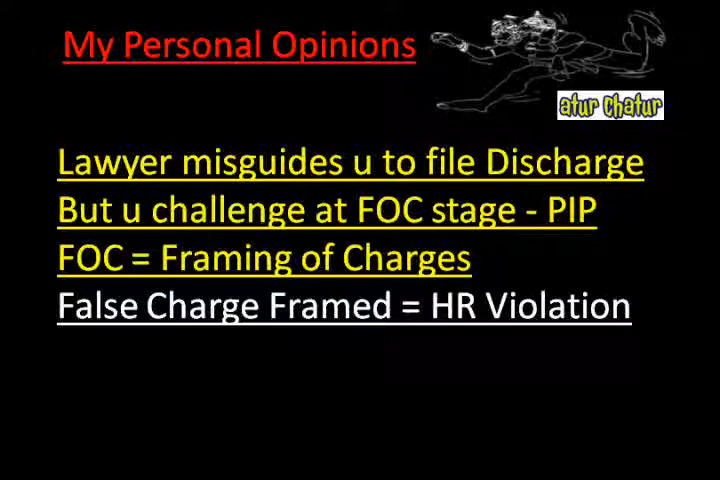 My Personal Opinions
atur chatur
Lawyer misguides u to file Discharge
But u challenge at FOC stage - PIP
FOC = Framing of Charges
False Charge Framed = HR Violation